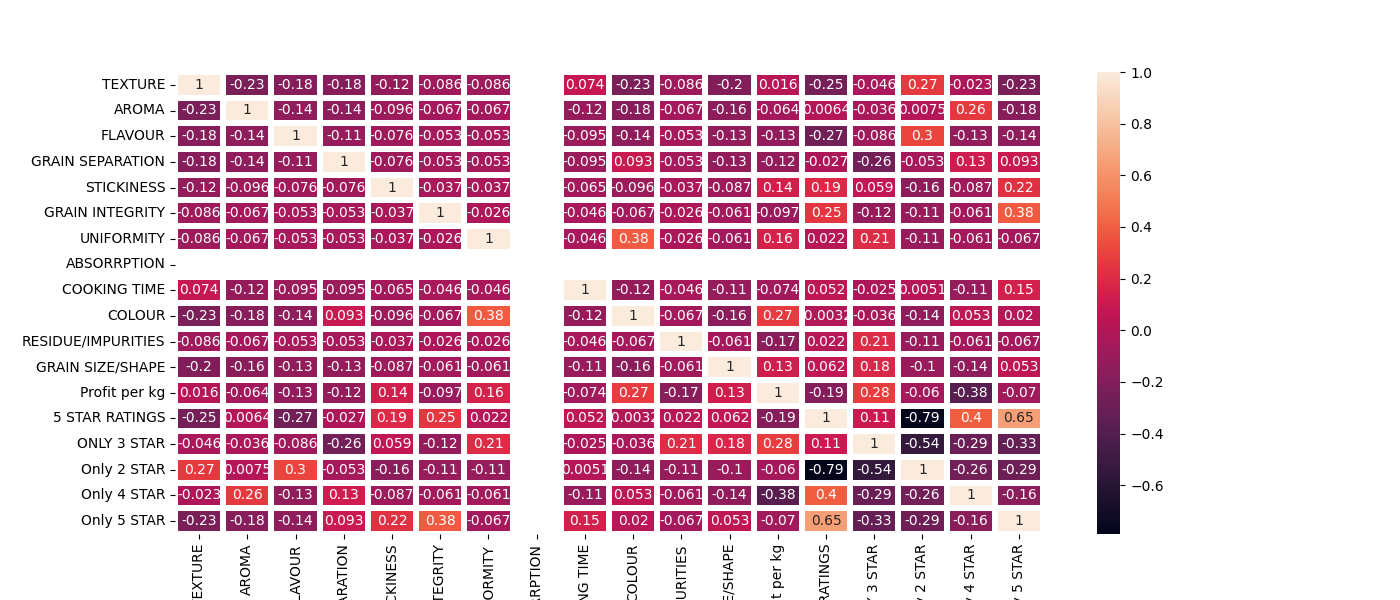 TEXTURE 1 -0.23 -0.18 -0.18 -0.12 -0.086 -0.086 0.074 -0.23 -0.086 -0.2 0.016 -0.25 -0.046 0.27 -0.023 -0.23 1.0
AROMA -0.23 1 -0.14 -0.14 -0.096 -0.067 -0.067 -0.12 -0.18 -0.067 -0.16 -0.064 0.0064 -0.036 0.0075 0.26 -0.18
FLAVOUR -0.18 -0.14 1 -0.11 -0.076 -0.053 -0.053 -0.095 -0.14 -0.053 -0.13 -0.13 -0.27 -0.086 0.3 -0.13 -0.14 0.8
GRAIN SEPARATION -0.18 -0.14 -0.11 1 -0.076 -0.053 -0.053 -0.095 0.093 -0.053 -0.13 -0.12 -0.027 -0.26 -0.053 0.13 0.093
STICKINESS -0.12 -0.096 -0.076 -0.076 1 -0.037 -0.037 -0.065 -0.096 -0.037 -0.087 0.14 0.19 0.059 -0.16 -0.087 0.22 0.6
GRAIN INTEGRITY -0.086 -0.067 -0.053 -0.053 -0.037 1 -0.026 -0.046 -0.067 -0.026 -0.061 -0.097 0.25 -0.12 -0.11 -0.061 0.38
UNIFORMITY -0.086 -0.067 -0.053 -0.053 -0.037 -0.026 1 -0.046 0.38 -0.026 -0.061 0.16 0.022 0.21 -0.11 -0.061 -0.067 0.4
ABSORRPTION
COOKING TIME 0.074 -0.12 -0.095 -0.095 -0.065 -0.046 -0.046 1 -0.12 -0.046 -0.11 -0.074 0.052 -0.025 0.0051 -0.11 0.15 0.2
COLOUR -0.23 -0.18 -0.14 0.093 -0.096 -0.067 0.38 -0.12 1 -0.067 -0.16 0.27 0.0032 -0.036 -0.14 0.053 0.02
RESIDUE/IMPURITIES -0.086 -0.067 -0.053 -0.053 -0.037 -0.026 -0.026 -0.046 -0.067 1 -0.061 -0.17 0.022 0.21 -0.11 -0.061 -0.067 0.0
GRAIN SIZE/SHAPE -0.2 -0.16 -0.13 -0.13 -0.087 -0.061 -0.061 -0.11 -0.16 -0.061 1 0.13 0.062 0.18 -0.1 -0.14 0.053
Profit per kg 0.016 -0.064 -0.13 -0.12 0.14 -0.097 0.16 -0.074 0.27 -0.17 0.13 1 -0.19 0.28 -0.06 -0.38 -0.07 −0.2
5 STAR RATINGS -0.25 0.0064 -0.27 -0.027 0.19 0.25 0.022 0.052 0.0032 0.022 0.062 -0.19 1 0.11 -0.79 0.4 0.65
ONLY 3 STAR -0.046 -0.036 -0.086 -0.26 0.059 -0.12 0.21 -0.025 -0.036 0.21 0.18 0.28 0.11 1 -0.54 -0.29 -0.33 −0.4
Only 2 STAR 0.27 0.0075 0.3 -0.053 -0.16 -0.11 -0.11 0.0051 -0.14 -0.11 -0.1 -0.06 -0.79 -0.54 1 -0.26 -0.29
Only 4 STAR -0.023 0.26 -0.13 0.13 -0.087 -0.061 -0.061 -0.11 0.053 -0.061 -0.14 -0.38 0.4 -0.29 -0.26 1 -0.16 −0.6
Only 5 STAR -0.23 -0.18 -0.14 0.093 0.22 0.38 -0.067 0.15 0.02 -0.067 0.053 -0.07 0.65 -0.33 -0.29 -0.16 1
EXTURE
AROMA
LAVOUR
ARATION
CKINESS
TEGRITY
ORMITY
RPTION
NG TIME
COLOUR
URITIES
E/SHAPE
t per kg
RATINGS
3 STAR
2 STAR
4 STAR
5 STAR